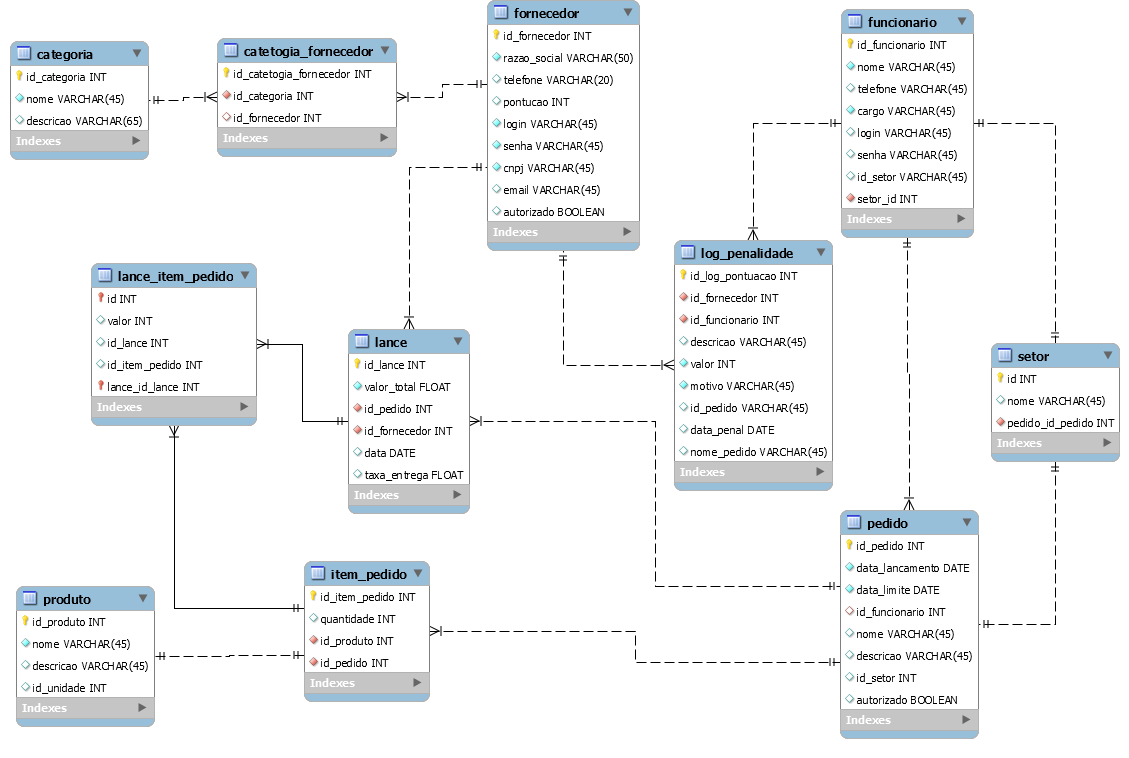 categoria
id_categoria INT
nome VARCHAR(45)
descricao VARCHAR(65)
Indexes
catetogia_fornecedor
id_catetogia_fornecedor INT
id_categoria INT
id_fornecedor INT
Indexes
fornecedor
id_fornecedor INT
razao_social VARCHAR(50)
telefone VARCHAR(20)
pontucao INT
login VARCHAR(45)
senha VARCHAR(45)
cnpj VARCHAR(45)
email VARCHAR(45)
autorizado BOOLEAN
Indexes
funcionario
id_funcionario INT
nome VARCHAR(45)
telefone VARCHAR(45)
cargo VARCHAR(45)
login VARCHAR(45)
senha VARCHAR(45)
id_setor VARCHAR(45)
setor_id INT
Indexes
log_penalidade
id_log_pontuacao INT
id_fornecedor INT
id_funcionario INT
descricao VARCHAR(45)
valor INT
motivo VARCHAR(45)
id_pedido VARCHAR(45)
data_penal DATE
nome_pedido VARCHAR(45)
Indexes
lance_item_pedido
id INT
valor INT
id_lance INT
id_item_pedido INT
lance_id_lance INT
Indexes
lance
id_lance INT
valor_total FLOAT
id_pedido INT
id_fornecedor INT
data DATE
taxa_entrega FLOAT
Indexes
setor
id INT
nome VARCHAR(45)
pedido_id_pedido INT
Indexes
pedido
id_pedido INT
data_lancamento DATE
data_limite DATE
id_funcionario INT
nome VARCHAR(45)
descricao VARCHAR(45)
id_setor INT
autorizado BOOLEAN
Indexes
item_pedido
id_item_pedido INT
quantidade INT
id_produto INT
id_pedido INT
Indexes
produto
id_produto INT
nome VARCHAR(45)
descricao VARCHAR(45)
id_unidade INT
Indexes